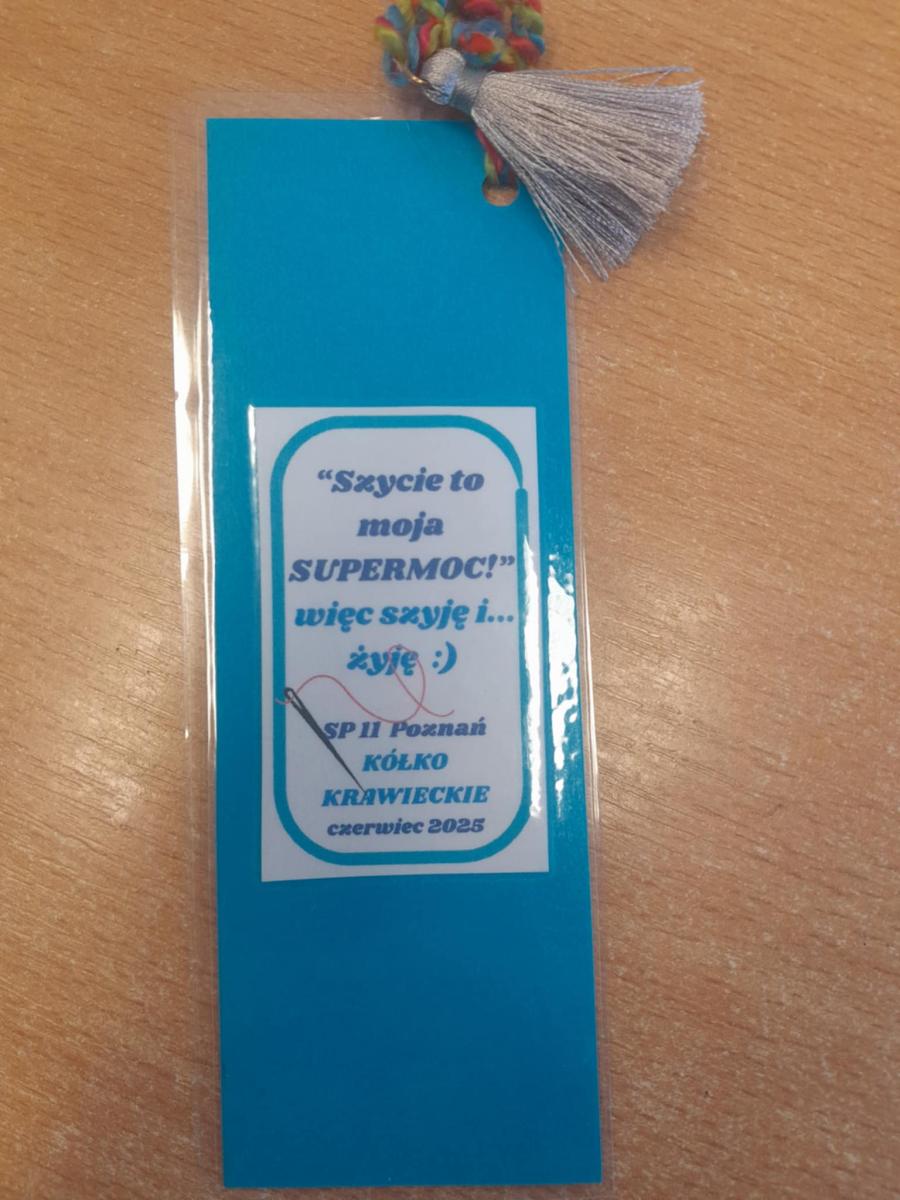 “Szycie to
moja
SUPERMOC!”
więc szyję i...
żyję :)
SP 11 Poznań
KÓŁKO
KRAWIECKIE
czerwiec 2025